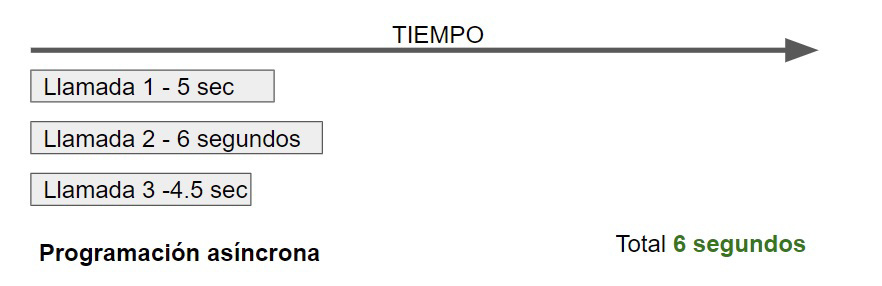 TIEMPO
Llamada 1 - 5 sec
Llamada 2 - 6 segundos
Llamada 3 -4.5 sec
Programación asíncrona
Total 6 segundos